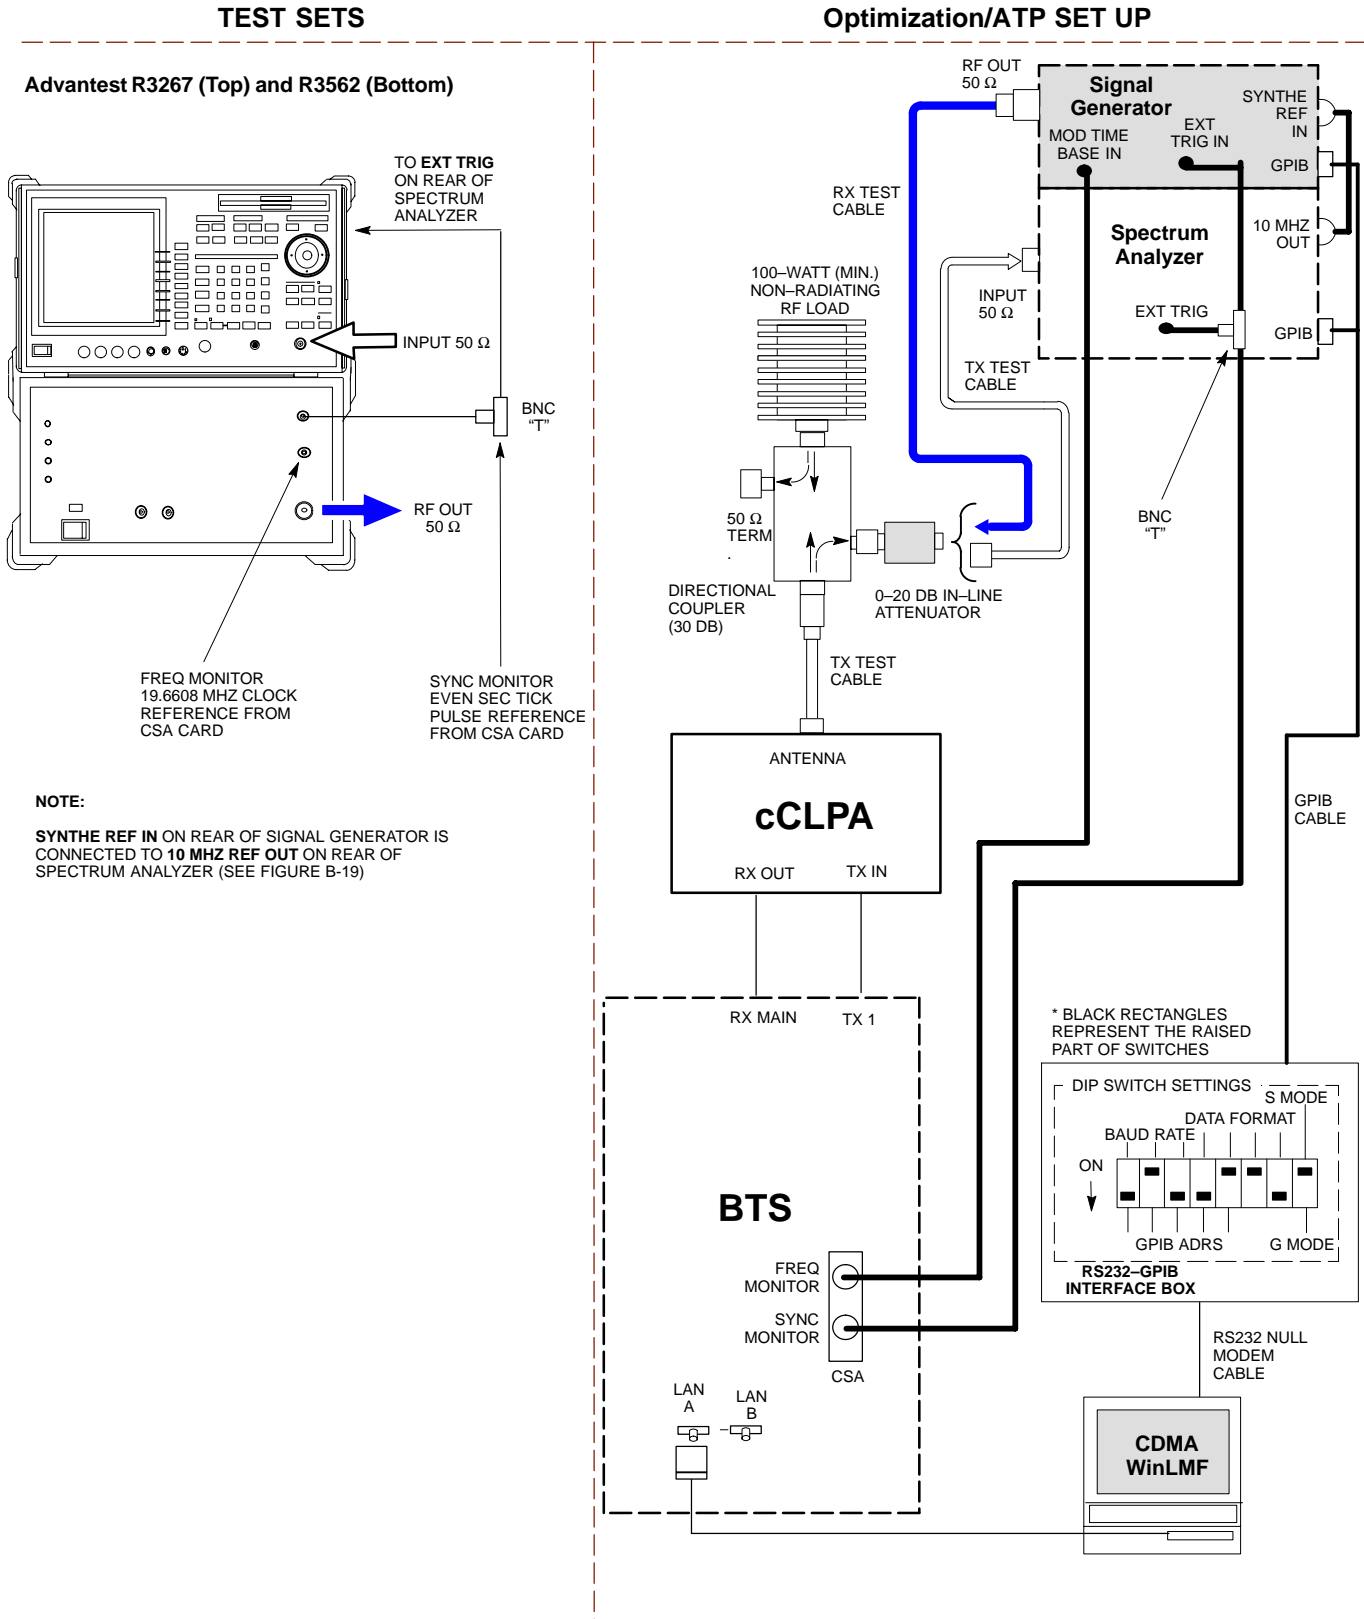 TEST SETS
Optimization/ATP SET UP
Advantest R3267 (Top) and R3562 (Bottom)
TO EXT TRIG
ON REAR OF
SPECTRUM
ANALYZER
INPUT 50 Ω
BNC
“T”
RF OUT
50 Ω
FREQ MONITOR
19.6608 MHZ CLOCK
REFERENCE FROM
CSA CARD
SYNC MONITOR
EVEN SEC TICK
PULSE REFERENCE
FROM CSA CARD
NOTE:
SYNTHE REF IN ON REAR OF SIGNAL GENERATOR IS
CONNECTED TO 10 MHZ REF OUT ON REAR OF
SPECTRUM ANALYZER (SEE FIGURE B-19)
RF OUT
50 Ω
Signal
Generator
SYNTHE
REF
IN
MOD TIME
BASE IN
EXT
TRIG IN
GPIB
RX TEST
CABLE
10 MHZ
OUT
Spectrum
Analyzer
100–WATT (MIN.)
NON–RADIATING
RF LOAD
INPUT
50 Ω
EXT TRIG
GPIB
TX TEST
CABLE
BNC
“T”
50 Ω
TERM
.
DIRECTIONAL
COUPLER
(30 DB)
0–20 DB IN–LINE
ATTENUATOR
TX TEST
CABLE
ANTENNA
cCLPA
RX OUT
TX IN
GPIB
CABLE
RX MAIN
TX 1
* BLACK RECTANGLES
REPRESENT THE RAISED
PART OF SWITCHES
DIP SWITCH SETTINGS
S MODE
DATA FORMAT
BAUD RATE
ON
GPIB ADRS
G MODE
RS232–GPIB
INTERFACE BOX
BTS
FREQ
MONITOR
SYNC
MONITOR
CSA
LAN
A
LAN
B
RS232 NULL
MODEM
CABLE
CDMA
WinLMF